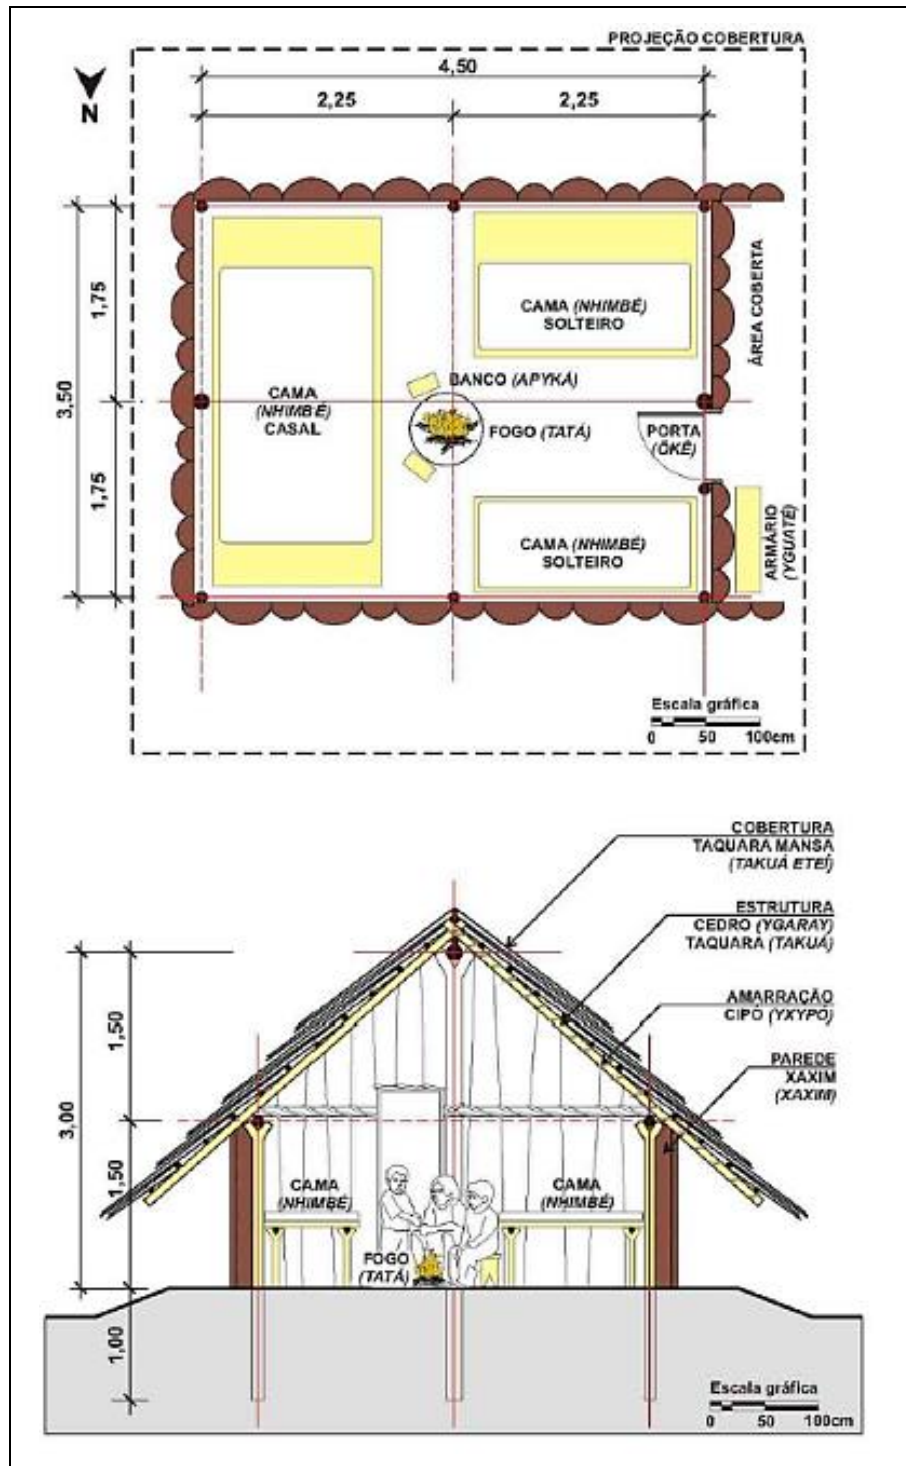 PROJEÇÃO COBERTURA
4,50
N
2,25
2,25
1,75
ÁREA COBERTA
CAMA (NHIMBÉ)
SOLTEIRO
3,50
BANCO (APYKÁ)
CAMA
(NHIMBÉ)
CASAL
FOGO (TATÁ)
PORTA
(ÕKẼ)
1,75
ARMÁRIO
(YGUATÉ)
CAMA (NHIMBÉ)
SOLTEIRO
Escala gráfica
0 50 100cm
COBERTURA
TAQUARA MANSA
(TAKUÁ ETEÍ)
ESTRUTURA
CEDRO (YGARAY)
TAQUARA (TAKUÁ)
AMARRAÇÃO
CIPÓ (YXYPÓ)
PAREDE
XAXIM
(XAXIM)
1,50
3,00
1,50
CAMA
(NHIMBÉ)
CAMA
(NHIMBÉ)
FOGO
(TATÁ)
1,00
Escala gráfica
0 50 100cm